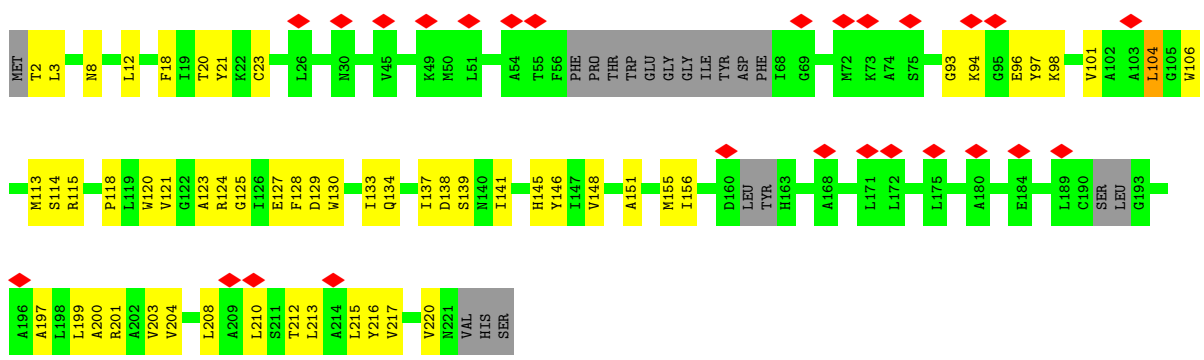 MET T2 L3 N8 L12 F18 I19 T20 Y21 K22 C23 L26 N30 V45 K49 M50 L51 A54 T55 F56 PHE PRO THR TRP GLU GLY GLY ILE TYR ASP PHE I68 G69 M72 K73 A74 S75 G93 K94 G95 E96 Y97 K98 V101 A102 A103 L104 G105 W106
M113 S114 R115 P118 L119 W120 V121 G122 A123 R124 G125 I126 E127 F128 D129 W130 I133 Q134 I137 D138 S139 N140 I141 H145 Y146 I147 V148 A151 M155 I156 D160 LEU TYR H163 A168 L171 L172 L175 A180 E184 L189 C190 SER LEU G193
A196 A197 L198 L199 A200 R201 A202 V203 V204 L208 A209 L210 S211 T212 L213 A214 L215 Y216 V217 V220 N221 VAL HIS SER